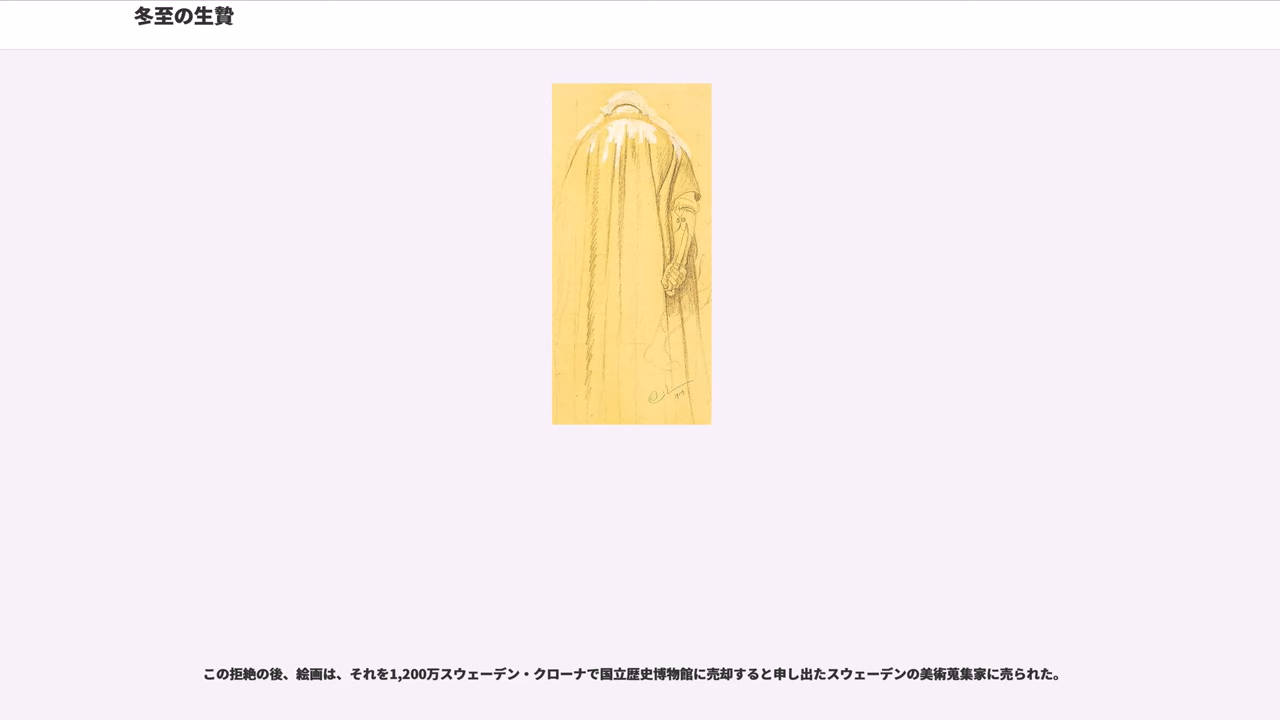 冬至の生贄
この拒絶の後、絵画は、それを1,200万スウェーデン・クローナで国立歴史博物館に売却すると申し出たスウェーデンの美術蒐集家に売られた。